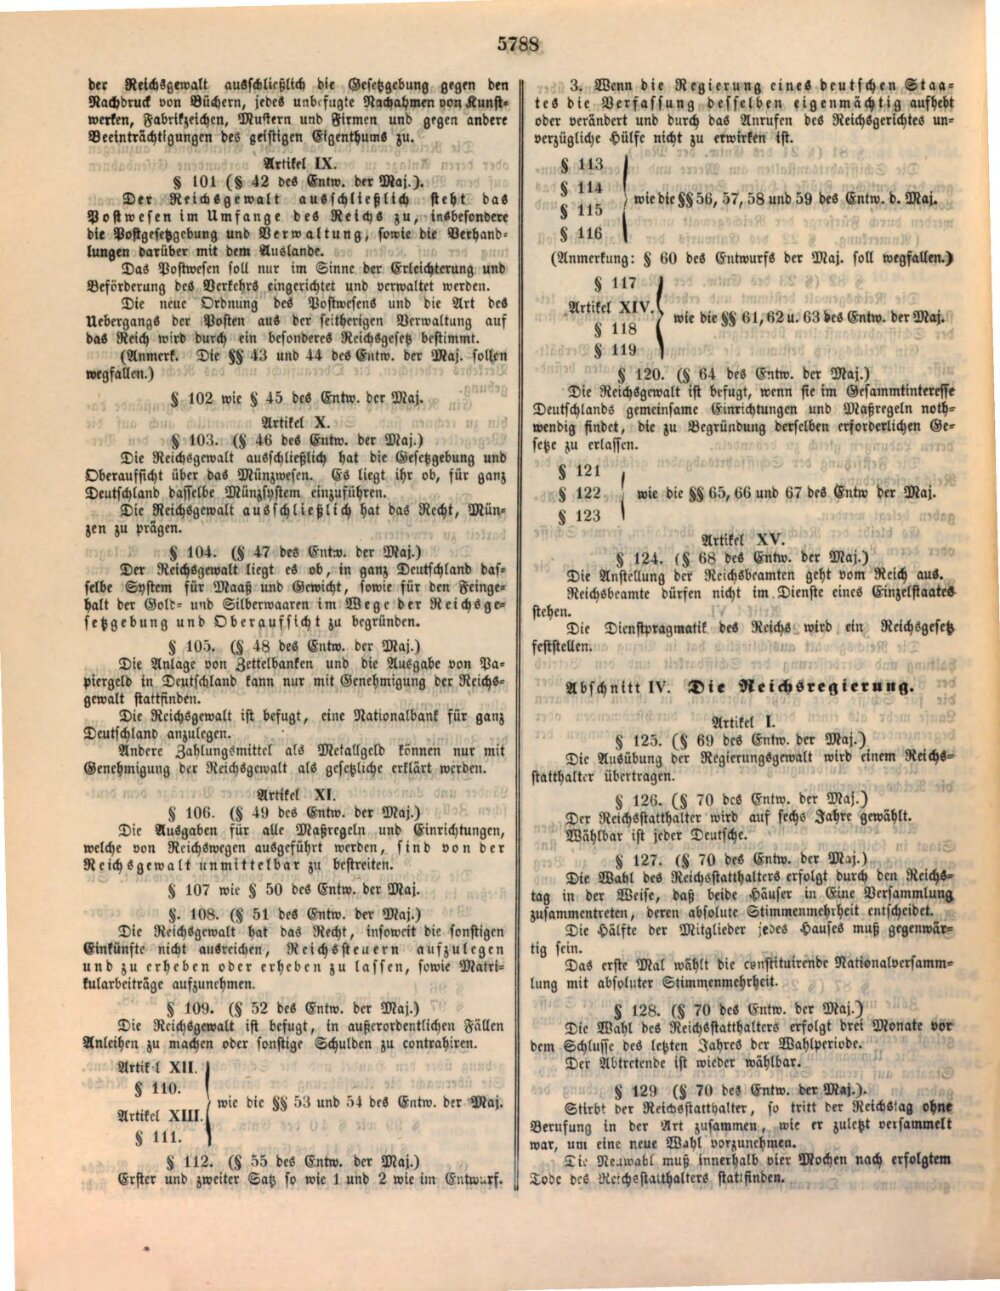 5788
der Reichsgewalt ausschließlich die Gesetzgebung gegen den
Nachdruck von Büchern, jedes unbefugte Nachahmen von Kunst-
werken, Fabrikzeichen, Mustern und Firmen und gegen andere
Beeinträchtigungen des geistigen Eigenthums zu.
Artikel IX.
§ 101 (§ 42 des Entw. der Maj.).
Der Reichsgewalt ausschließlich steht das
Postwesen im Umfange des Reichs zu, insbesondere
die Postgesetzgebung und Verwaltung, sowie die Verhand-
lungen darüber mit dem Auslande.
Das Postwesen soll nur im Sinne der Erleichterung und
Beförderung des Verkehrs eingerichtet und verwaltet werden.
Die neue Ordnung des Postwesens und die Art des
Uebergangs der Posten aus der seitherigen Verwaltung auf
das Reich wird durch ein besonderes Reichsgesetz bestimmt.
(Anmerk. Die §§ 43 und 44 des Entw. der Maj. sollen
wegfallen.)
§ 102 wie § 45 des Entw. der Maj.
Artikel X.
§ 103. (§ 46 des Entw. der Maj.)
Die Reichsgewalt ausschließlich hat die Gesetzgebung und
Oberaufsicht über das Münzwesen. Es liegt ihr ob, für ganz
Deutschland dasselbe Münzsystem einzuführen.
Die Reichsgewalt ausschließlich hat das Recht, Mün-
zen zu prägen.
§ 104. (§ 47 des Entw. der Maj.)
Der Reichsgewalt liegt es ob, in ganz Deutschland das-
selbe System für Maaß und Gewicht, sowie für den Feinge-
halt der Gold- und Silberwaaren im Wege der Reichsge-
setzgebung und Oberaufsicht zu begründen.
§ 105. (§ 48 des Entw. der Maj.)
Die Anlage von Zettelbanken und die Ausgabe von Pa-
piergeld in Deutschland kann nur mit Genehmigung der Reichs-
gewalt stattfinden.
Die Reichsgewalt ist befugt, eine Nationalbank für ganz
Deutschland anzulegen.
Andere Zahlungsmittel als Metallgeld können nur mit
Genehmigung der Reichsgewalt als gesetzliche erklärt werden.
Artikel XI.
§ 106. (§ 49 des Entw. der Maj.)
Die Ausgaben für alle Maßregeln und Einrichtungen,
welche von Reichswegen ausgeführt werden, sind von der
Reichsgewalt unmittelbar zu bestreiten.
§ 107 wie § 50 des Entw. der Maj.
§. 108. (§ 51 des Entw. der Maj.)
Die Reichsgewalt hat das Recht, insoweit die sonstigen
Einkünfte nicht ausreichen, Reichssteuern aufzulegen
und zu erheben oder erheben zu lassen, sowie Matri-
kularbeiträge aufzunehmen.
§ 109. (§ 52 des Entw. der Maj.)
Die Reichsgewalt ist befugt, in außerordentlichen Fällen
Anleihen zu machen oder sonstige Schulden zu contrahiren.
Artikel XII.
§ 110.
wie die §§ 53 und 54 des Entw. der Maj.
Artikel XIII.
§ 111.
§ 112. (§ 55 des Entw. der Maj.)
Erster und zweiter Satz so wie 1 und 2 wie im Entwurf.
3. Wenn die Regierung eines deutschen Staa-
tes die Verfassung desselben eigenmächtig aufhebt
oder verändert und durch das Anrufen des Reichsgerichtes un-
verzügliche Hülfe nicht zu erwirken ist.
§ 113
§ 114
wie die §§ 56, 57, 58 und 59 des Entw. d. Maj.
§ 115
§ 116
(Anmerkung: § 60 des Entwurfs der Maj. soll wegfallen.)
§ 117
Artikel XIV.
wie die §§ 61, 62 u. 63 des Entw. der Maj.
§ 118
§ 119
§ 120. (§ 64 des Entw. der Maj.)
Die Reichsgewalt ist befugt, wenn sie im Gesammtinteresse
Deutschlands gemeinsame Einrichtungen und Maßregeln noth-
wendig findet, die zu Begründung derselben erforderlichen Ge-
setze zu erlassen.
§ 121
§ 122 wie die §§ 65, 66 und 67 des Entw der Maj.
§ 123
Artikel XV.
§ 124. (§ 68 des Entw. der Maj.)
Die Anstellung der Reichsbeamten geht vom Reich aus.
Reichsbeamte dürfen nicht im Dienste eines Einzelstaates
stehen.
Die Dienstpragmatik des Reichs wird ein Reichsgesetz
feststellen.
Abschnitt IV. Die Reichsregierung.
Artikel I.
§ 125. (§ 69 des Entw. der Maj.)
Die Ausübung der Regierungsgewalt wird einem Reichs-
statthalter übertragen.
§ 126. (§ 70 des Entw. der Maj.)
Der Reichsstatthalter wird auf sechs Jahre gewählt.
Wählbar ist jeder Deutsche.
§ 127. (§ 70 des Entw. der Maj.)
Die Wahl des Reichsstatthalters erfolgt durch den Reichs-
tag in der Weise, daß beide Häuser in Eine Versammlung
zusammentreten, deren absolute Stimmenmehrheit entscheidet.
Die Hälfte der Mitglieder jedes Hauses muß gegenwär-
tig sein.
Das erste Mal wählt die constituirende Nationalversamm-
lung mit absoluter Stimmenmehrheit.
§ 128. (§ 70 des Entw. der Maj.)
Die Wahl des Reichsstatthalters erfolgt drei Monate vor
dem Schlusse des letzten Jahres der Wahlperiode.
Der Abtretende ist wieder wählbar.
§ 129 (§ 70 des Entw. der Maj.).
Stirbt der Reichsstatthalter, so tritt der Reichstag ohne
Berufung in der Art zusammen, wie er zuletzt versammelt
war, um eine neue Wahl vorzunehmen.
Die Neuwahl muß innerhalb vier Wochen nach erfolgtem
Tode des Reichsstatthalters stattfinden.